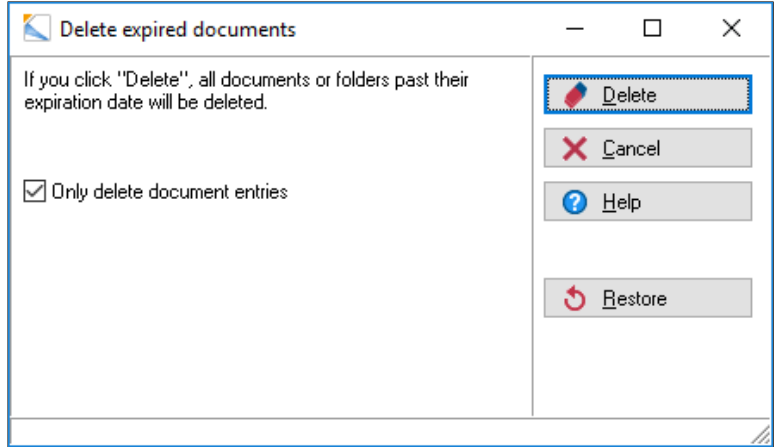 Delete expired documents
If you click "Delete", all documents or folders past their
expiration date will be deleted.
Only delete document entries
Delete
Cancel
Help
Restore